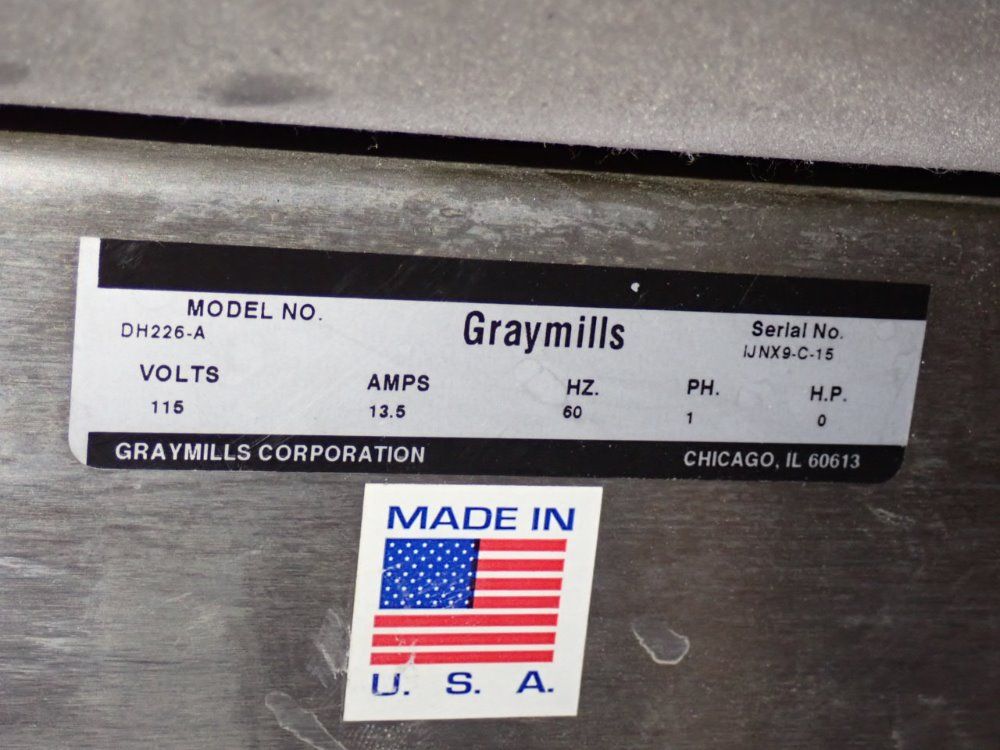 MODEL NO. Graymills Serial No.
DH226-A IJNX9-C-15
VOLTS AMPS HZ. PH. H.P.
115 13.5 60 1 0
GRAYMILLS CORPORATION CHICAGO, IL 60613
MADE IN
U. S. A.